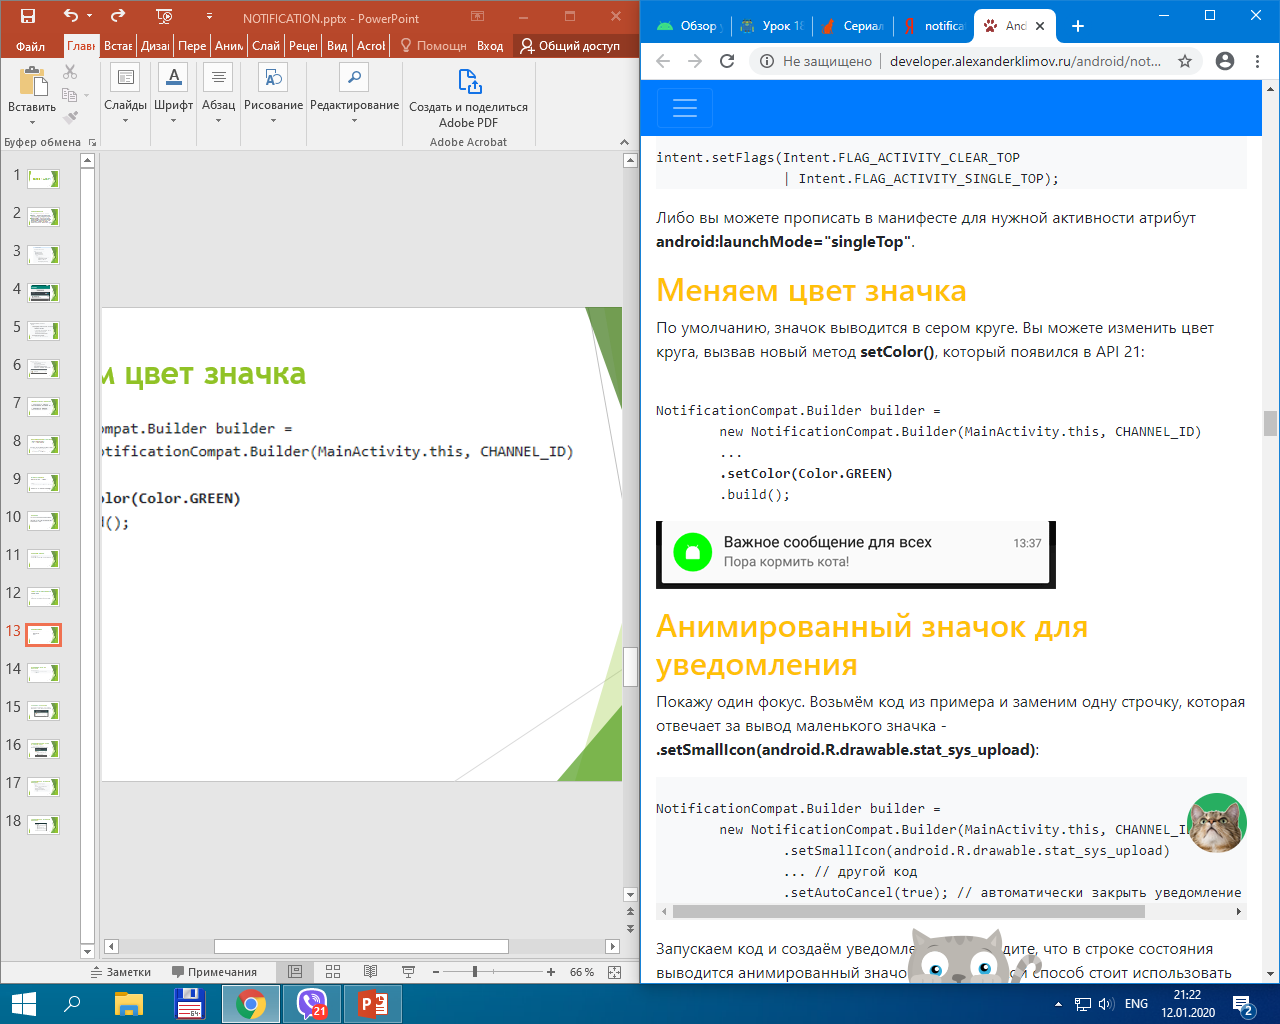 NOTIFICATION.pptx - PowerPoint
Файл
Главн
Встав
Дизаі
Пере
Аним
Слай
Рецен
Вид
Acrol
Помощн
Вход
Общий доступ
Вставить
Слайды
Шрифт
Абзац
Рисование
Редактирование
Создать и поделиться
Adobe PDF
Буфер обмена
Adobe Acrobat
1
2
3
4
5
6
7
8
9
10
11
12
13
14
15
16
17
18
м цвет значка
ompat.Builder builder =
otificationCompat.Builder(MainActivity.this, CHANNEL_ID)
lor(Color.GREEN)
d();
Заметки
Примечания
66 %
Обзор
Урок 18
Сериал
notifica
And
Не защищено
developer.alexanderklimov.ru/android/not...
intent.setFlags(Intent.FLAG_ACTIVITY_CLEAR_TOP
| Intent.FLAG_ACTIVITY_SINGLE_TOP);
Либо вы можете прописать в манифесте для нужной активности атрибут
android:launchMode="singleTop".
Меняем цвет значка
По умолчанию, значок выводится в сером круге. Вы можете изменить цвет
круга, вызвав новый метод setColor(), который появился в API 21:
NotificationCompat.Builder builder =
new NotificationCompat.Builder(MainActivity.this, CHANNEL_ID)
...
.setColor(Color.GREEN)
.build();
Важное сообщение для всех
13:37
Пора кормить кота!
Анимированный значок для
уведомления
Покажу один фокус. Возьмём код из примера и заменим одну строчку, которая
отвечает за вывод маленького значка -
.setSmallIcon(android.R.drawable.stat_sys_upload):
NotificationCompat.Builder builder =
new NotificationCompat.Builder(MainActivity.this, CHANNEL_I
.setSmallIcon(android.R.drawable.stat_sys_upload)
... // другой код
.setAutoCancel(true); // автоматически закрыть уведомление
Запускаем код и создаём уведомле дите, что в строке состояния
выводится анимированный значо способ стоит использовать
64
21
ENG
21:22
12.01.2020
2